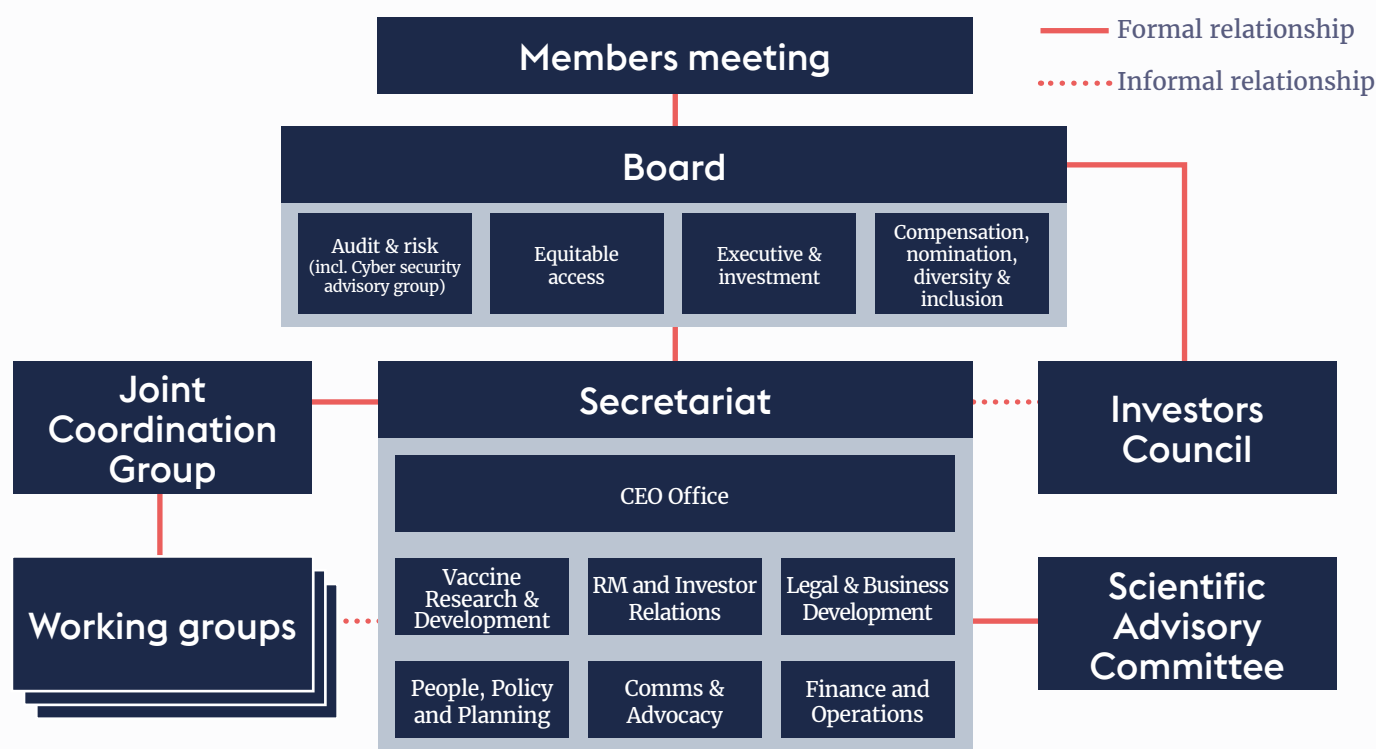 Members meeting
Formal relationship
Informal relationship
Board
Audit & risk
(incl. Cyber security
advisory group)
Equitable
access
Executive &
investment
Compensation,
nomination,
diversity &
inclusion
Joint
Coordination
Group
Secretariat
Investors
Council
CEO Office
Working groups
Vaccine
Research &
Development
RM and Investor
Relations
Legal & Business
Development
Scientific
Advisory
Committee
People, Policy
and Planning
Comms &
Advocacy
Finance and
Operations